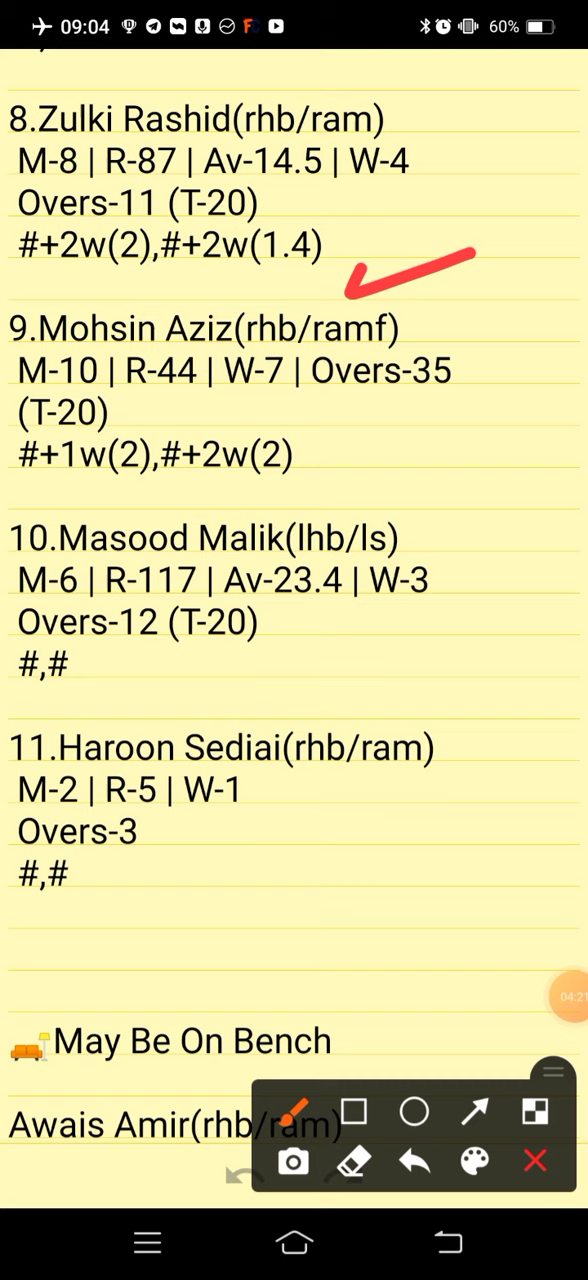 09:04
60%
8.Zulki Rashid(rhb/ram)
M-8 | R-87 | Av-14.5 | W-4
Overs-11 (T-20)
#+2w(2),#+2w(1.4)
9.Mohsin Aziz(rhb/ramf)
M-10 | R-44 | W-7 | Overs-35
(T-20)
#+1w(2),#+2w(2)
10.Masood Malik(lhb/ls)
M-6 | R-117 | Av-23.4 | W-3
Overs-12 (T-20)
#,#
11.Haroon Sediai(rhb/ram)
M-2 | R-5 | W-1
Overs-3
#,#
04:21
May Be On Bench
Awais Amir(rhb/ram)